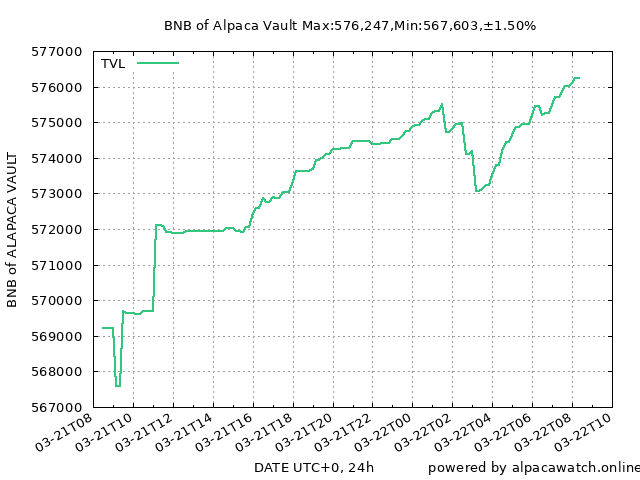 BNB of Alpaca Vault Max:576,247,Min:567,603,±1.50%
TVL
577000
576000
575000
574000
573000
572000
571000
570000
569000
568000
567000
BNB of ALAPACA VAULT
03-21T08
03-21T10
03-21T12
03-21T14
03-21T16
03-21T18
03-21T20
03-21T22
03-22T00
03-22T02
03-22T04
03-22T06
03-22T08
03-22T10
DATE UTC+0, 24h
powered by alpacawatch.online